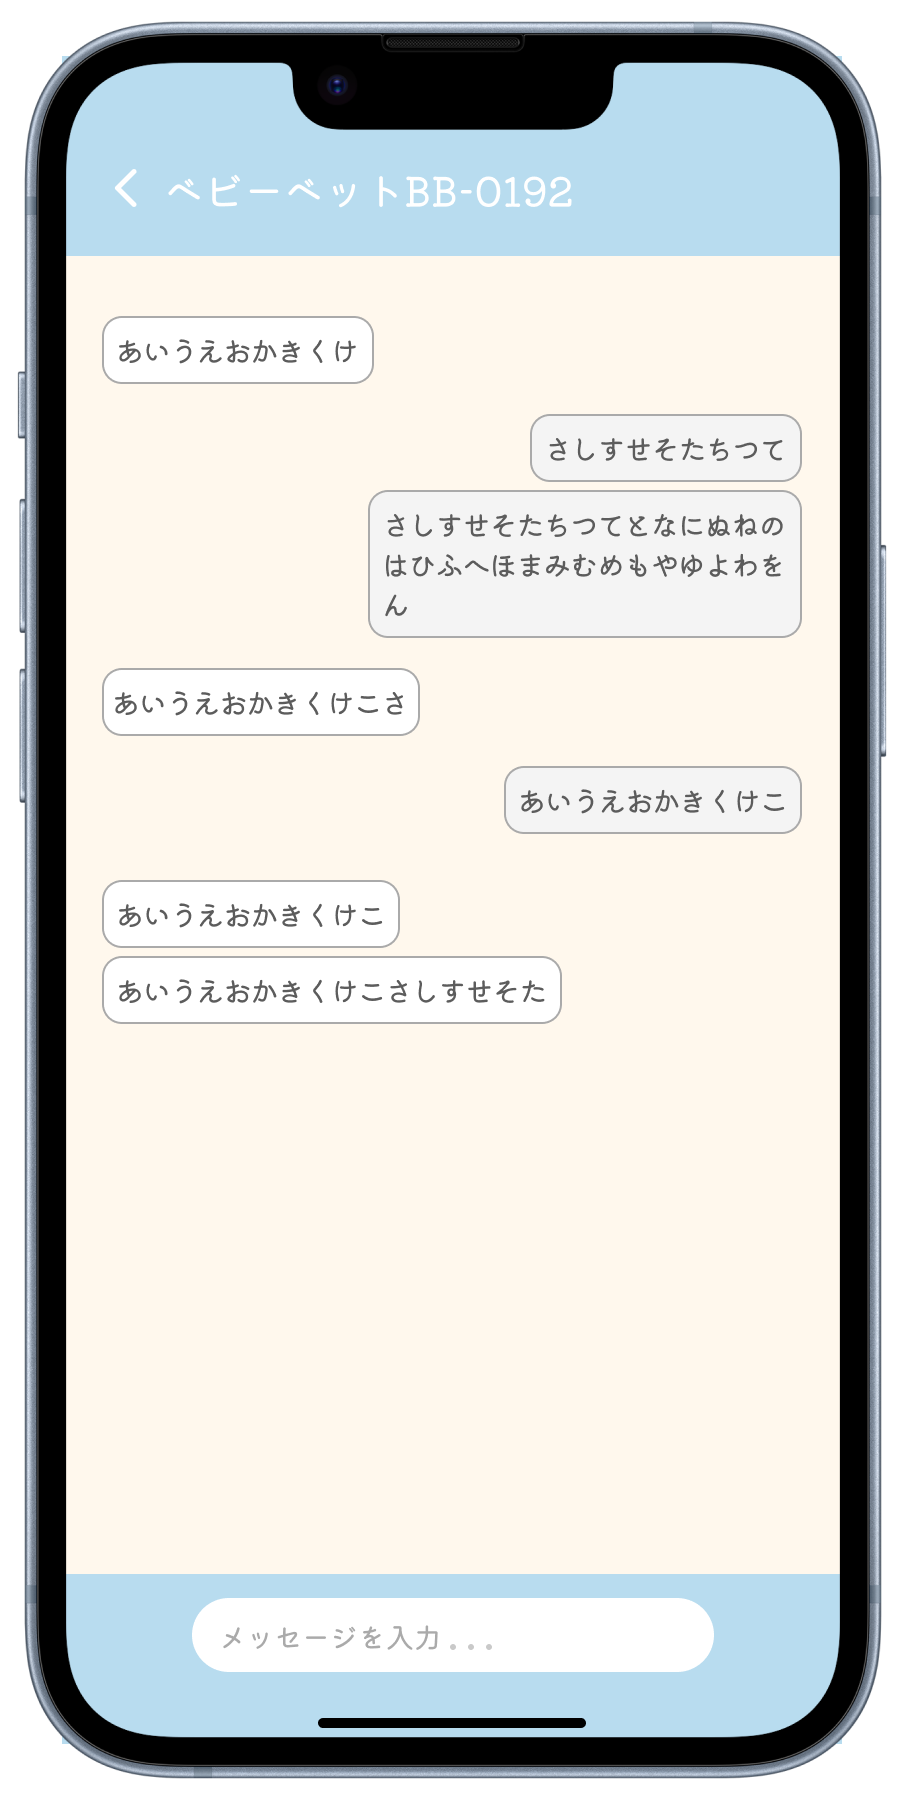 ベビーベットBB-0192
あいうえおかきくけ
さしすせそたちつて
さしすせそたちつてとなにぬねの
はひふへほまみむめもやゆよわを
ん
あいうえおかきくけこさ
あいうえおかきくけこ
あいうえおかきくけこ
あいうえおかきくけこさしすせそた
メッセージを入力...